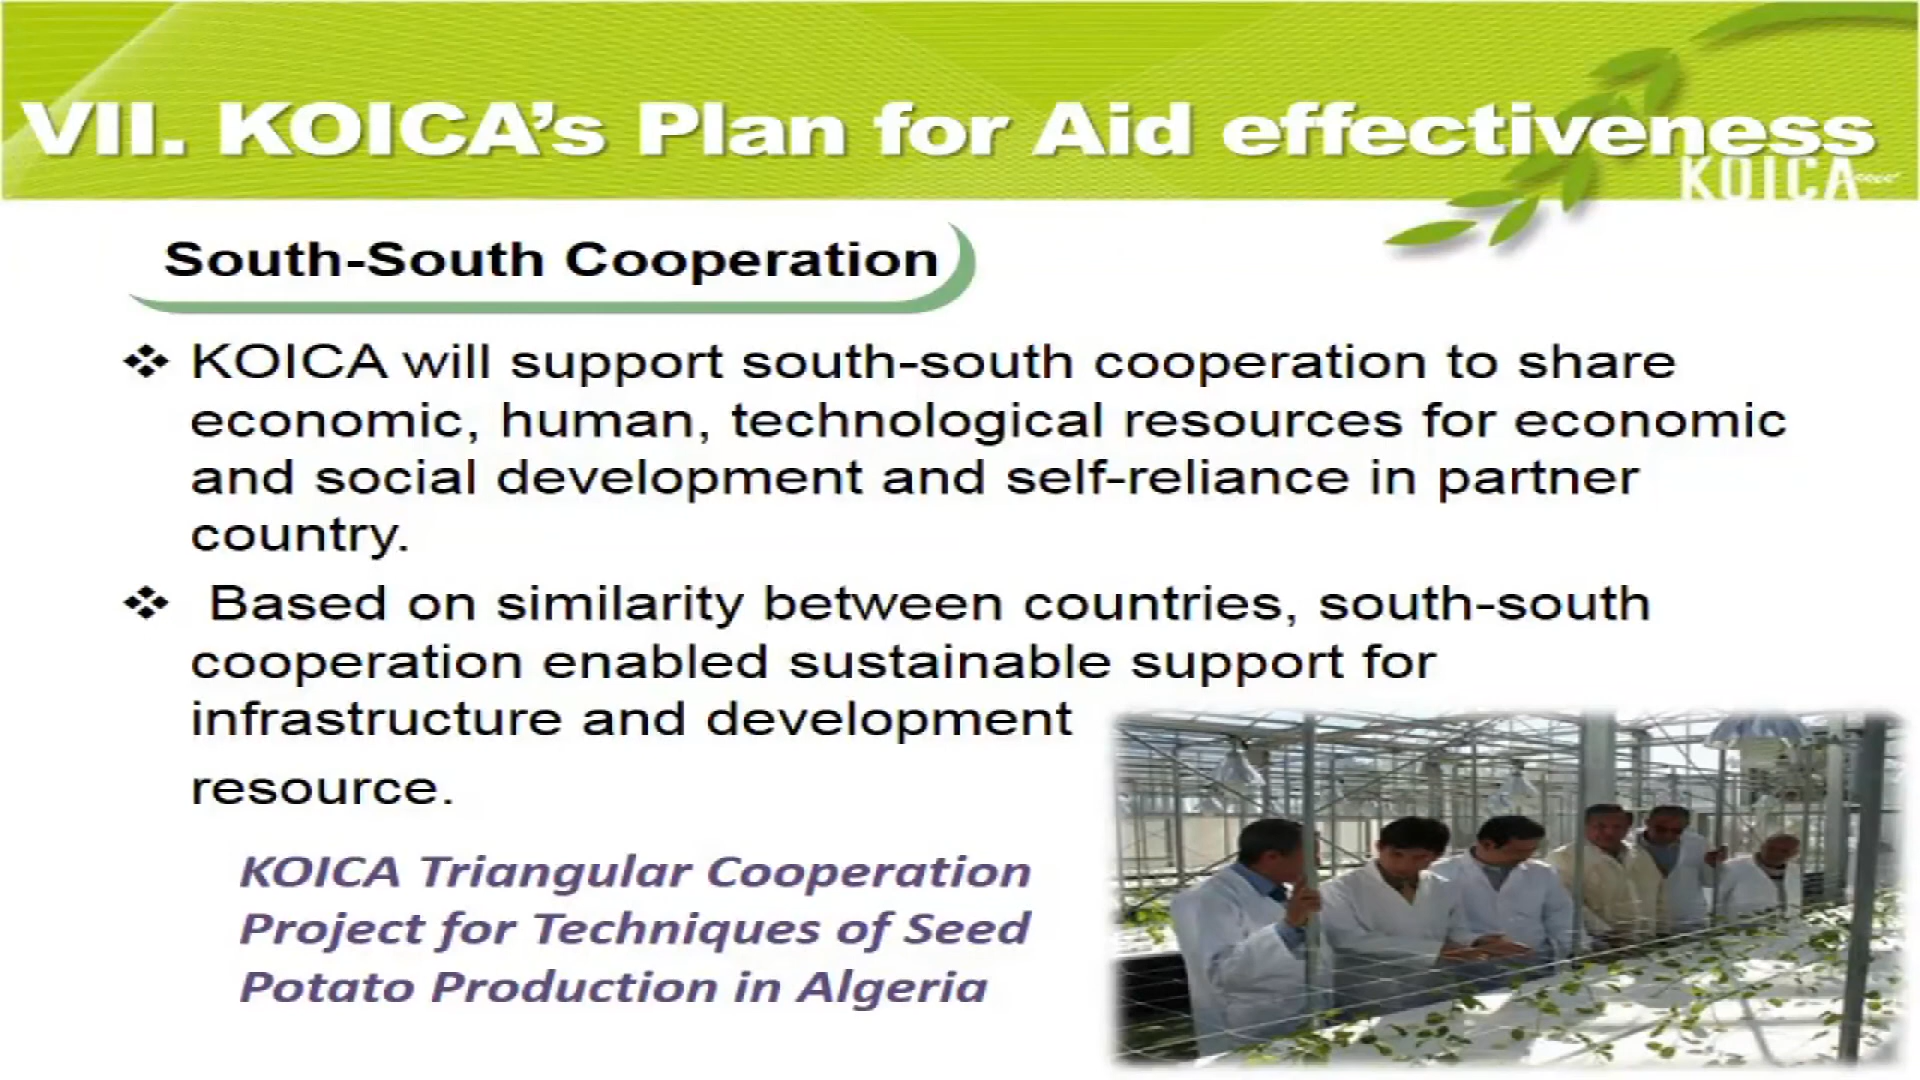 VII. KOICA's Plan for Aid effectiveness
KOICA
South-South Cooperation
❖ KOICA will support south-south cooperation to share
economic, human, technological resources for economic
and social development and self-reliance in partner
country.
❖ Based on similarity between countries, south-south
cooperation enabled sustainable support for
infrastructure and development
resource.
KOICA Triangular Cooperation
Project for Techniques of Seed
Potato Production in Algeria